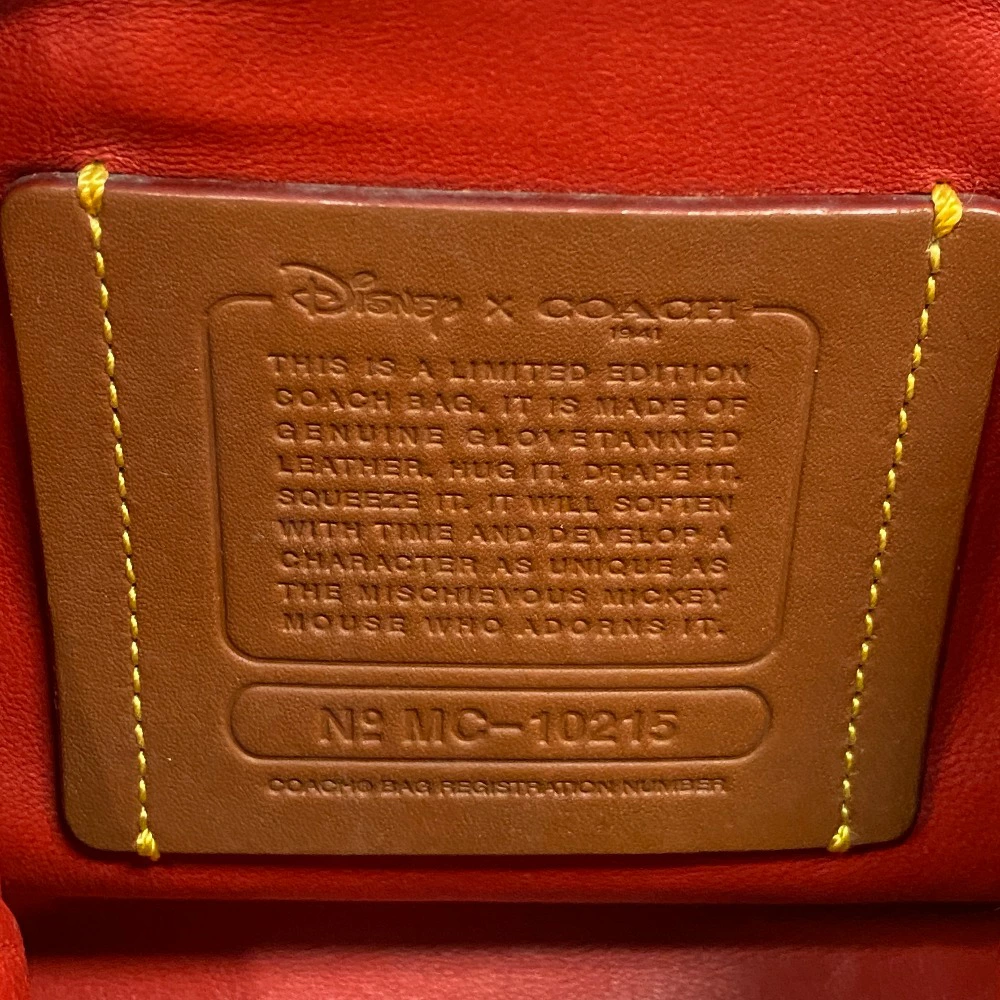 Disney x COACH
1941
THIS IS A LIMITED EDITION
COACH BAG. IT IS MADE OF
GENUINE GLOVETANNED
LEATHER. HUG IT. DRAPE IT.
SQUEEZE IT. IT WILL SOFTEN
WITH TIME AND DEVELOP A
CHARACTER AS UNIQUE AS
THE MISCHIEVOUS MICKEY
MOUSE WHO ADORNS IT.
Nº MC-10215
COACH® BAG REGISTRATION NUMBER